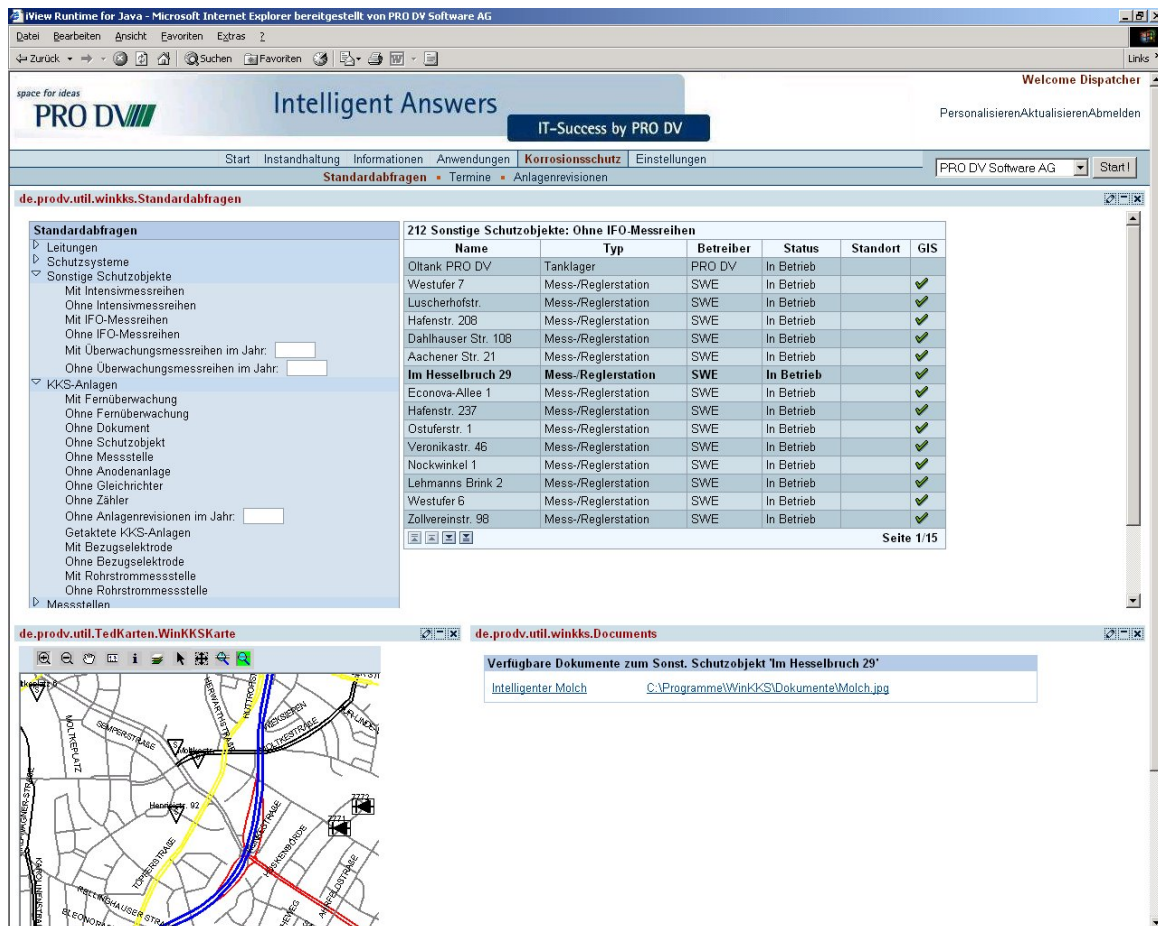 iView Runtime for Java - Microsoft Internet Explorer bereitgestellt von PRO DV Software AG
Datei Bearbeiten Ansicht Favoriten Extras ?
Zurück Suchen Favoriten Links
space for ideas
PRO DV
Intelligent Answers
IT-Success by PRO DV
Welcome Dispatcher
PersonalisierenAktualisierenAbmelden
Start Instandhaltung Informationen Anwendungen Korrosionsschutz Einstellungen
Standardabfragen Termine Anlagenrevisionen
PRO DV Software AG Start!
de.prodv.util.winkks.Standardabfragen
Standardabfragen
Leitungen
Schutzsysteme
Sonstige Schutzobjekte
Mit Intensivmessreihen
Ohne Intensivmessreihen
Mit IFO-Messreihen
Ohne IFO-Messreihen
Mit Überwachungsmessreihen im Jahr:
Ohne Überwachungsmessreihen im Jahr:
KKS-Anlagen
Mit Fernüberwachung
Ohne Fernüberwachung
Ohne Dokument
Ohne Schutzobjekt
Ohne Messstelle
Ohne Anodenanlage
Ohne Gleichrichter
Ohne Zähler
Ohne Anlagenrevisionen im Jahr:
Getaktete KKS-Anlagen
Mit Bezugselektrode
Ohne Bezugselektrode
Mit Rohrstrommessstelle
Ohne Rohrstrommessstelle
Messstellen
212 Sonstige Schutzobjekte: Ohne IFO-Messreihen
Name Typ Betreiber Status Standort GIS
Oltank PRO DV Tanklager PRO DV In Betrieb
Westufer 7 Mess-/Reglerstation SWE In Betrieb
Luscherhofstr. Mess-/Reglerstation SWE In Betrieb
Hafenstr. 208 Mess-/Reglerstation SWE In Betrieb
Dahlhauser Str. 108 Mess-/Reglerstation SWE In Betrieb
Aachener Str. 21 Mess-/Reglerstation SWE In Betrieb
Im Hesselbruch 29 Mess-/Reglerstation SWE In Betrieb
Econova-Allee 1 Mess-/Reglerstation SWE In Betrieb
Hafenstr. 237 Mess-/Reglerstation SWE In Betrieb
Ostuferstr. 1 Mess-/Reglerstation SWE In Betrieb
Veronikastr. 46 Mess-/Reglerstation SWE In Betrieb
Nockwinkel 1 Mess-/Reglerstation SWE In Betrieb
Lehmanns Brink 2 Mess-/Reglerstation SWE In Betrieb
Westufer 6 Mess-/Reglerstation SWE In Betrieb
Zollvereinstr. 98 Mess-/Reglerstation SWE In Betrieb
Seite 1/15
de.prodv.util.TedKarten.WinKKSKarte
HERWARTHSTRAßE
MOLTKEPLATZ
SEMPERSTRAßE
MOLTKESTRAßE
Moltkestr.
Henricistr. 92
7772
7771
TÖPFERSTRAßE
RELLINGHAUSER STRA
de.prodv.util.winkks.Documents
Verfügbare Dokumente zum Sonst. Schutzobjekt 'Im Hesselbruch 29'
Intelligenter Molch C:\Programme\WinKKS\Dokumente\Molch.jpg